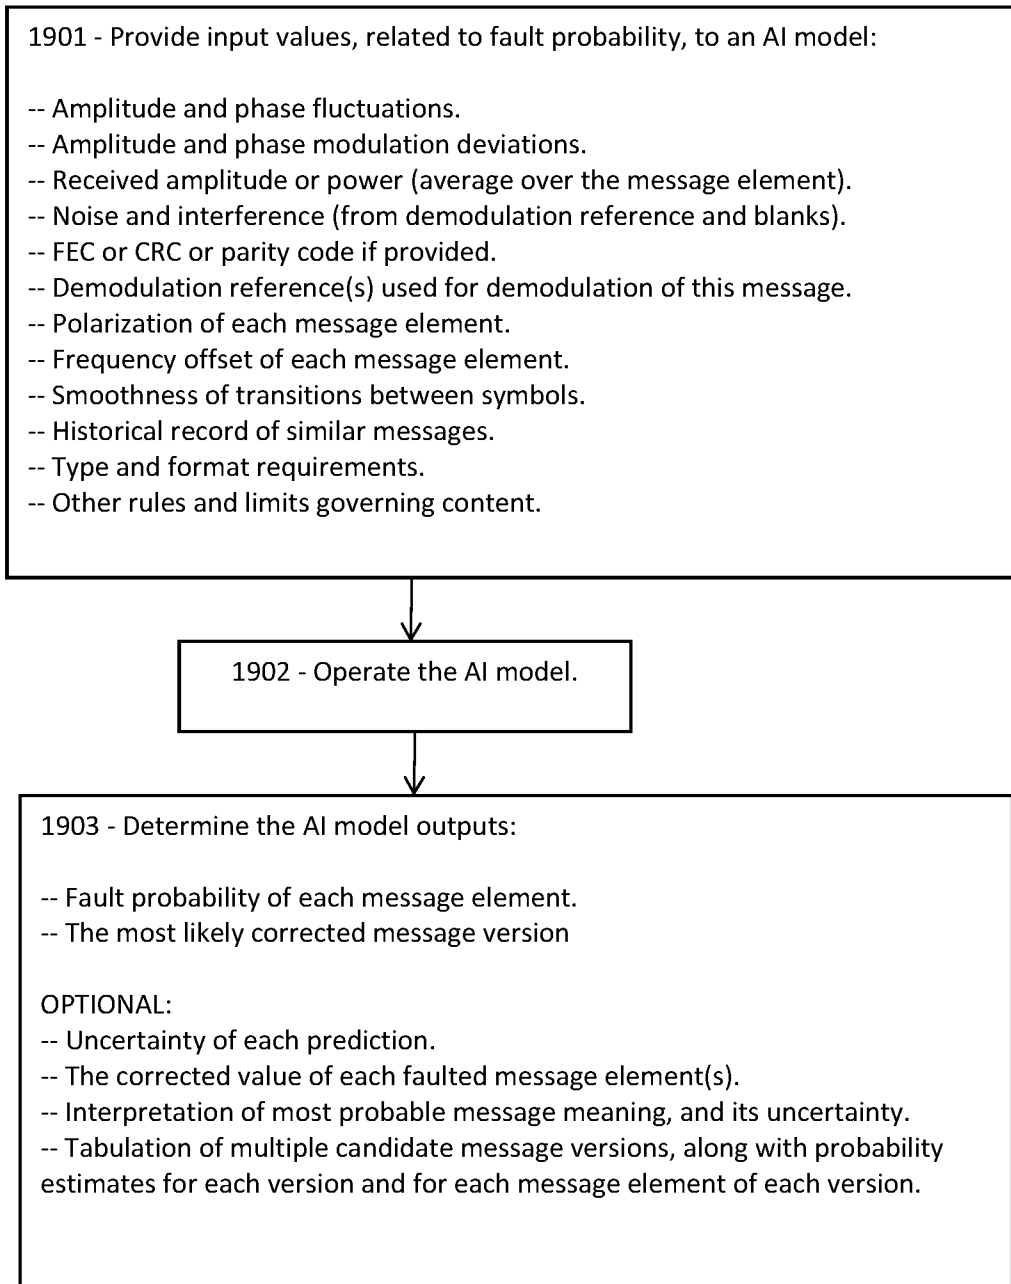 1901 - Provide input values, related to fault probability, to an AI model:
-- Amplitude and phase fluctuations.
-- Amplitude and phase modulation deviations.
-- Received amplitude or power (average over the message element).
-- Noise and interference (from demodulation reference and blanks).
-- FEC or CRC or parity code if provided.
-- Demodulation reference(s) used for demodulation of this message.
-- Polarization of each message element.
-- Frequency offset of each message element.
-- Smoothness of transitions between symbols.
-- Historical record of similar messages.
-- Type and format requirements.
-- Other rules and limits governing content.
1902 - Operate the AI model.
1903 - Determine the AI model outputs:
-- Fault probability of each message element.
-- The most likely corrected message version
OPTIONAL:
-- Uncertainty of each prediction.
-- The corrected value of each faulted message element(s).
-- Interpretation of most probable message meaning, and its uncertainty.
-- Tabulation of multiple candidate message versions, along with probability
estimates for each version and for each message element of each version.